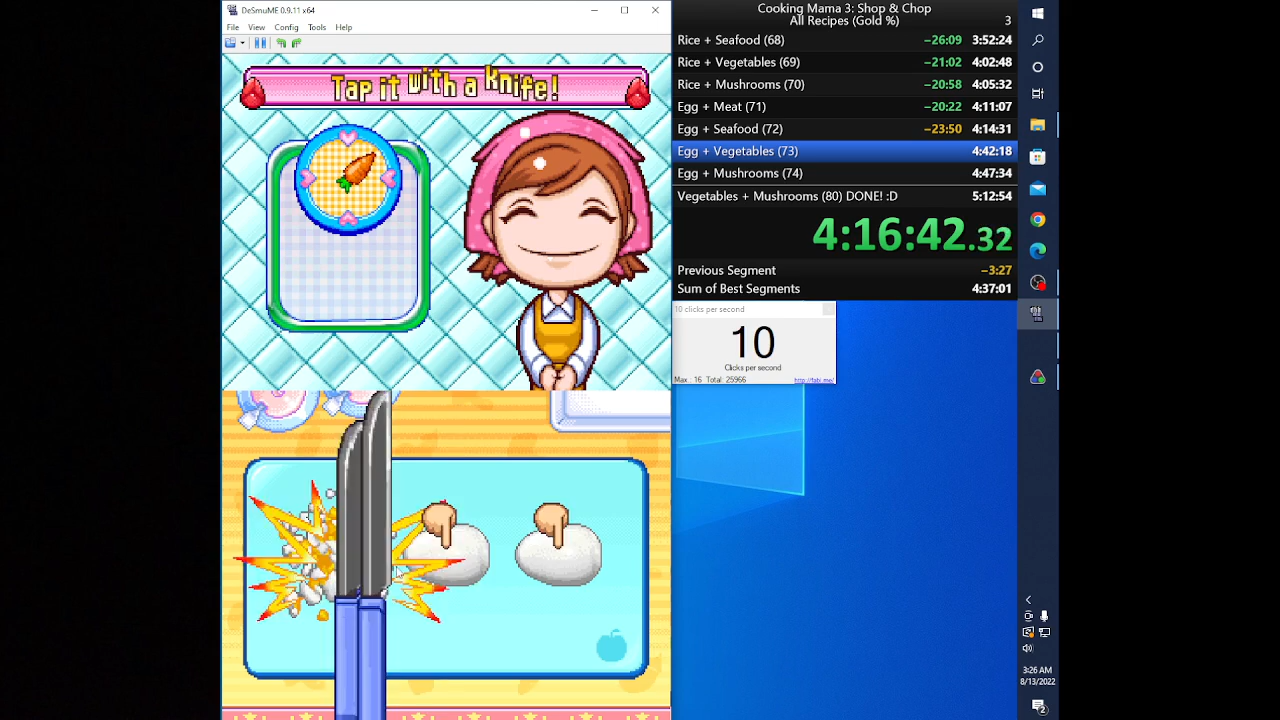 DeSmuME 0.9.11 x64
File View Config Tools Help
Tap it with a knife!
Cooking Mama 3: Shop & Chop
All Recipes (Gold %) 3
Rice + Seafood (68) −26:09 3:52:24
Rice + Vegetables (69) −21:02 4:02:48
Rice + Mushrooms (70) −20:58 4:05:32
Egg + Meat (71) −20:22 4:11:07
Egg + Seafood (72) −23:50 4:14:31
Egg + Vegetables (73) 4:42:18
Egg + Mushrooms (74) 4:47:34
Vegetables + Mushrooms (80) DONE! :D 5:12:54
4:16:42.32
Previous Segment −3:27
Sum of Best Segments 4:37:01
10 clicks per second
10
Clicks per second
Max.: 16 Total: 25966 http://fabi.me/
3:26 AM
8/13/2022
2